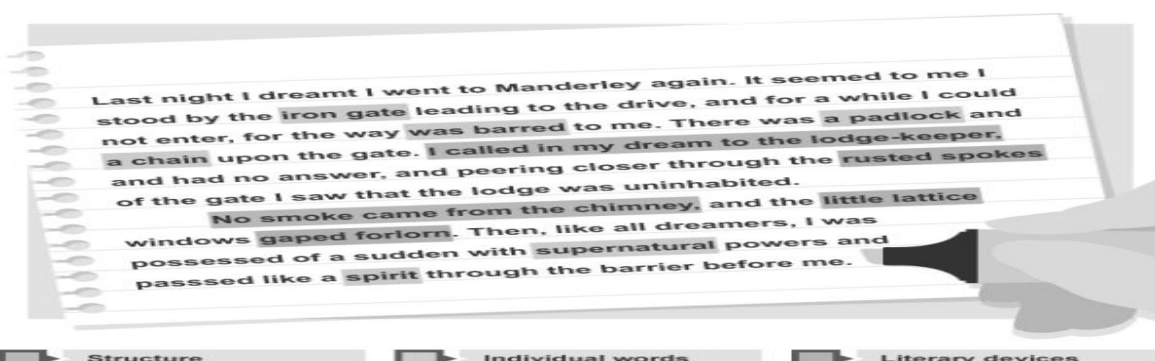 Last night I dreamt I went to Manderley again. It seemed to me I
stood by the iron gate leading to the drive, and for a while I could
not enter, for the way was barred to me. There was a padlock and
a chain upon the gate. I called in my dream to the lodge-keeper,
and had no answer, and peering closer through the rusted spokes
of the gate I saw that the lodge was uninhabited.
No smoke came from the chimney, and the little lattice
windows gaped forlorn. Then, like all dreamers, I was
possessed of a sudden with supernatural powers and
passsed like a spirit through the barrier before me.
Structure
Individual words
Literary devices